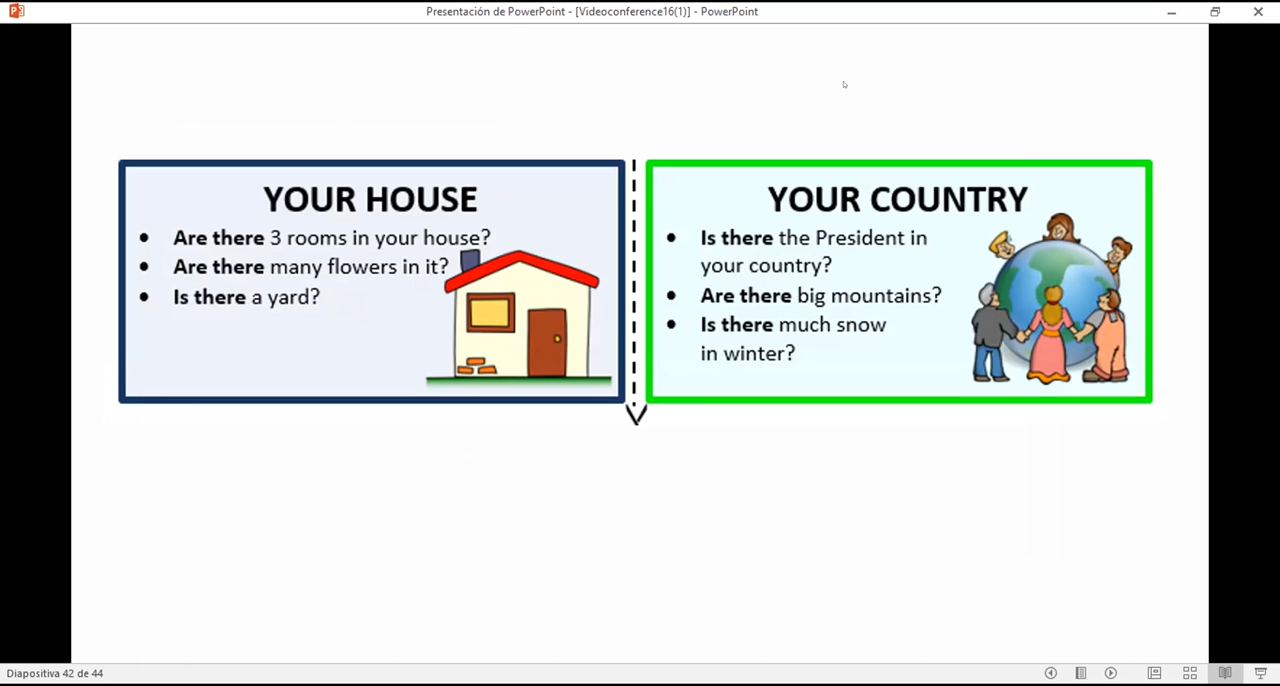 Presentación de PowerPoint - [Videoconference16(1)] - PowerPoint
YOUR HOUSE
• Are there 3 rooms in your house?
• Are there many flowers in it?
• Is there a yard?
YOUR COUNTRY
• Is there the President in
your country?
• Are there big mountains?
• Is there much snow
in winter?
Diapositiva 42 de 44